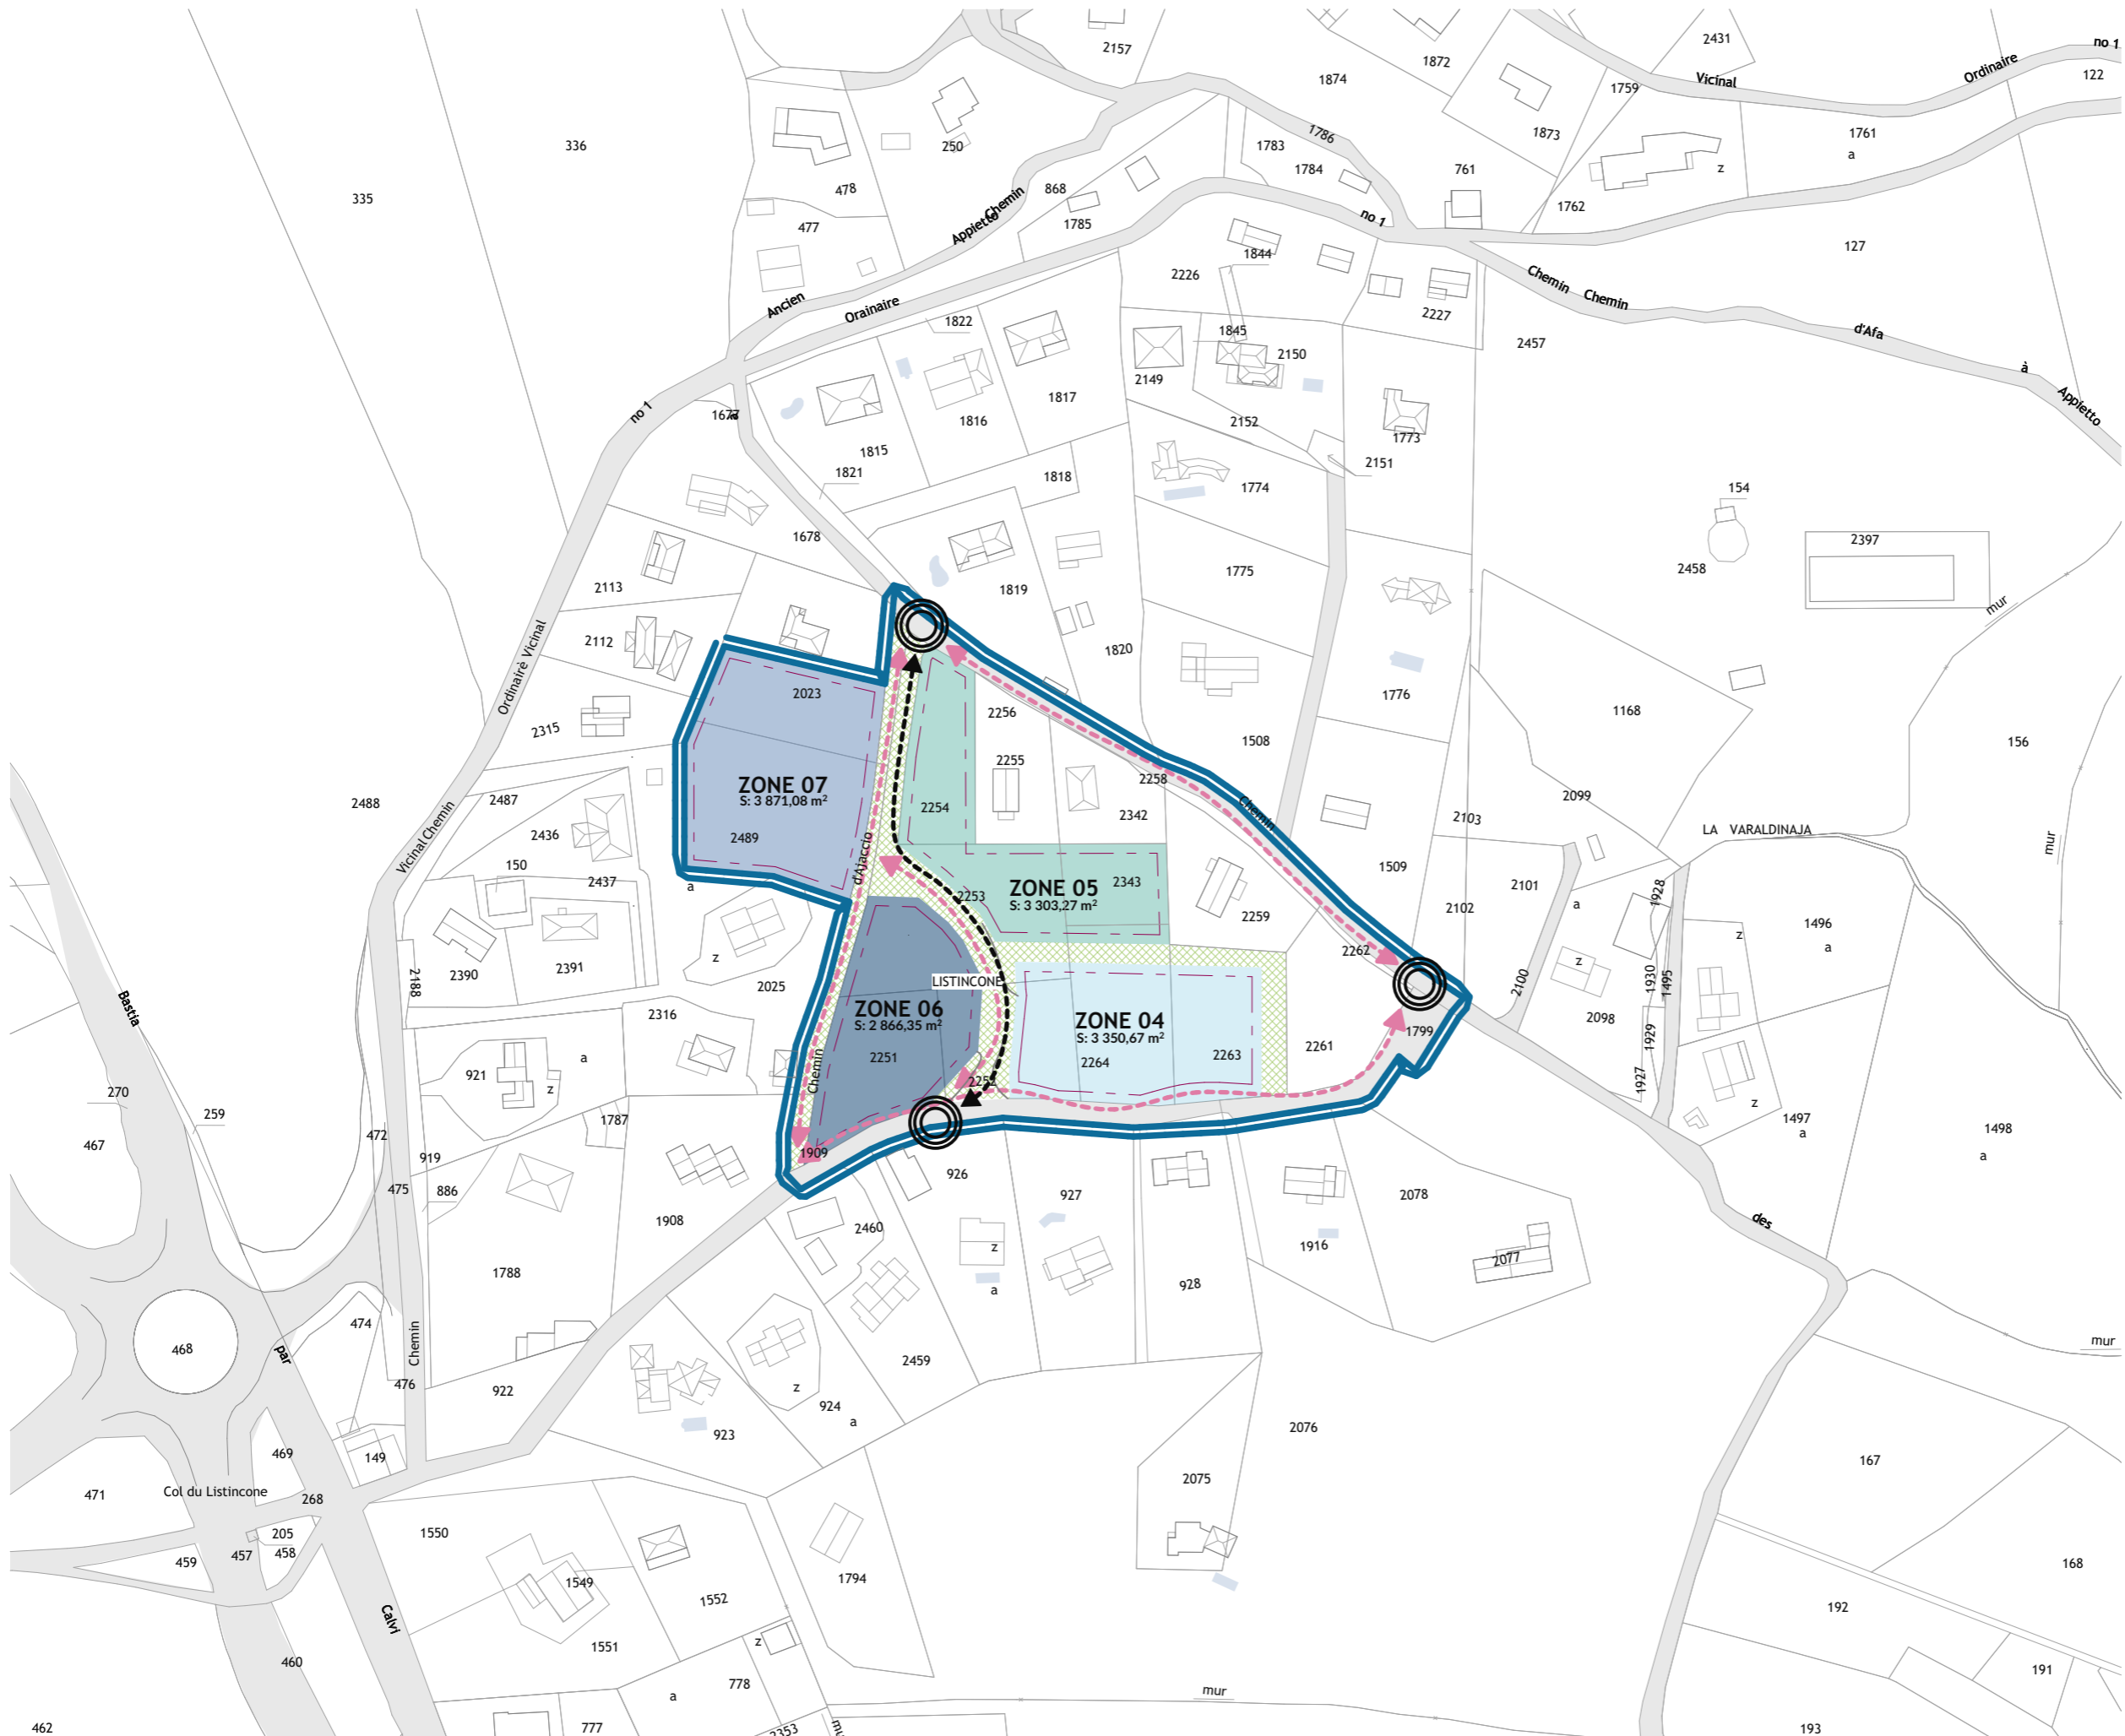 no 1
2431
2157
1872
Ordinaire
122
Vicinal
1874
1759
1786
1873
1761
a
336
250
1783
1784
761
z
478
868
335
Chemin
1762
Appietto
1785
477
no 1
127
1844
2226
Chemin
Chemin
Ancien
Orainaire
2227
1822
1845
d'Afa
2150
2457
à
2149
1817
Appietto
no 1
1677
a
1816
2152
1773
1815
2151
1821
1818
1774
154
1678
2397
2458
1775
2113
1819
mur
2112
1820
2023
1776
Ordinaire Vicinal
2256
1168
2315
1508
156
2255
2258
ZONE 07
S: 3 871,08 m²
2099
2488
2487
2254
Chemin
2342
2103
LA VARALDINAJA
2436
2489
mur
Vicinal Chemin
150
d'Ajaccio
1509
2437
a
ZONE 05
S: 3 303,27 m²
2343
2101
1928
2253
2102
a
2259
1496
a
z
2262
z
z
2390
2391
2188
2025
LISTINCONE
2100
1930
1495
Bastia
2316
ZONE 06
S: 2 866,35 m²
ZONE 04
S: 3 350,67 m²
2098
1799
1929
a
2251
2263
2261
2264
921
z
Chemin
1927
270
259
z
1787
1497
a
1498
a
472
467
919
1909
475
886
926
927
2078
1908
des
2460
z
1916
2077
1788
928
a
474
mur
468
par
Chemin
2459
476
922
z
924
a
923
2076
469
149
167
2075
471
Col du Listincone
268
1550
205
457
458
459
168
1549
1794
1552
192
Calvi
1551
z
460
191
778
a
mur
462
777
2353
193